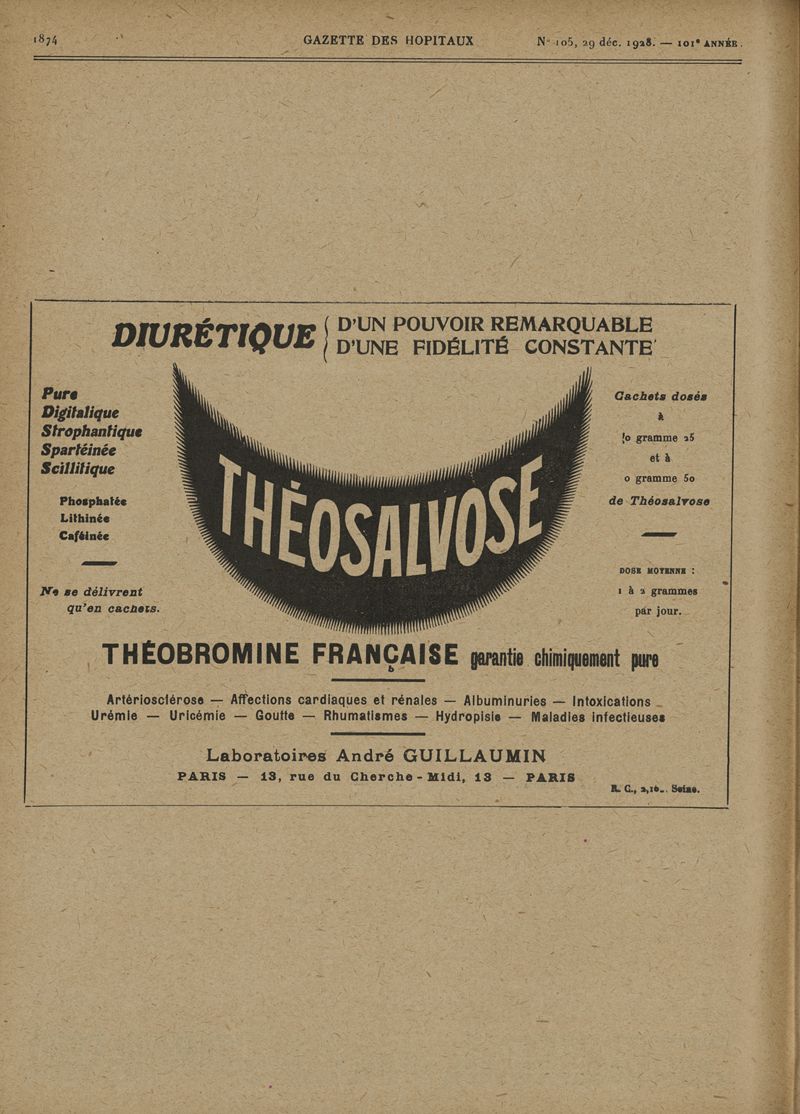 1874 GAZETTE DES HOPITAUX Nº 105, 29 déc. 1928. — 101ᵉ ANNÉE.
DIURÉTIQUE
D'UN POUVOIR REMARQUABLE
D'UNE FIDÉLITÉ CONSTANTE
Pure
Digitalique
Strophantique
Spartéinée
Scillitique
Phosphatée
Lithinée
Caféinée
Ne se délivrent
qu'en cachets.
THÉOSALVOSE
Cachets dosés
à
0 gramme 25
et à
0 gramme 50
de Théosalvose
DOSE MOYENNE :
1 à 2 grammes
par jour.
THÉOBROMINE FRANÇAISE garantie chimiquement pure
Artériosclérose — Affections cardiaques et rénales — Albuminuries — Intoxications
Urémie — Uricémie — Goutte — Rhumatismes — Hydropisie — Maladies infectieuses
Laboratoires André GUILLAUMIN
PARIS — 13, rue du Cherche-Midi, 13 — PARIS
R. C., Seine.